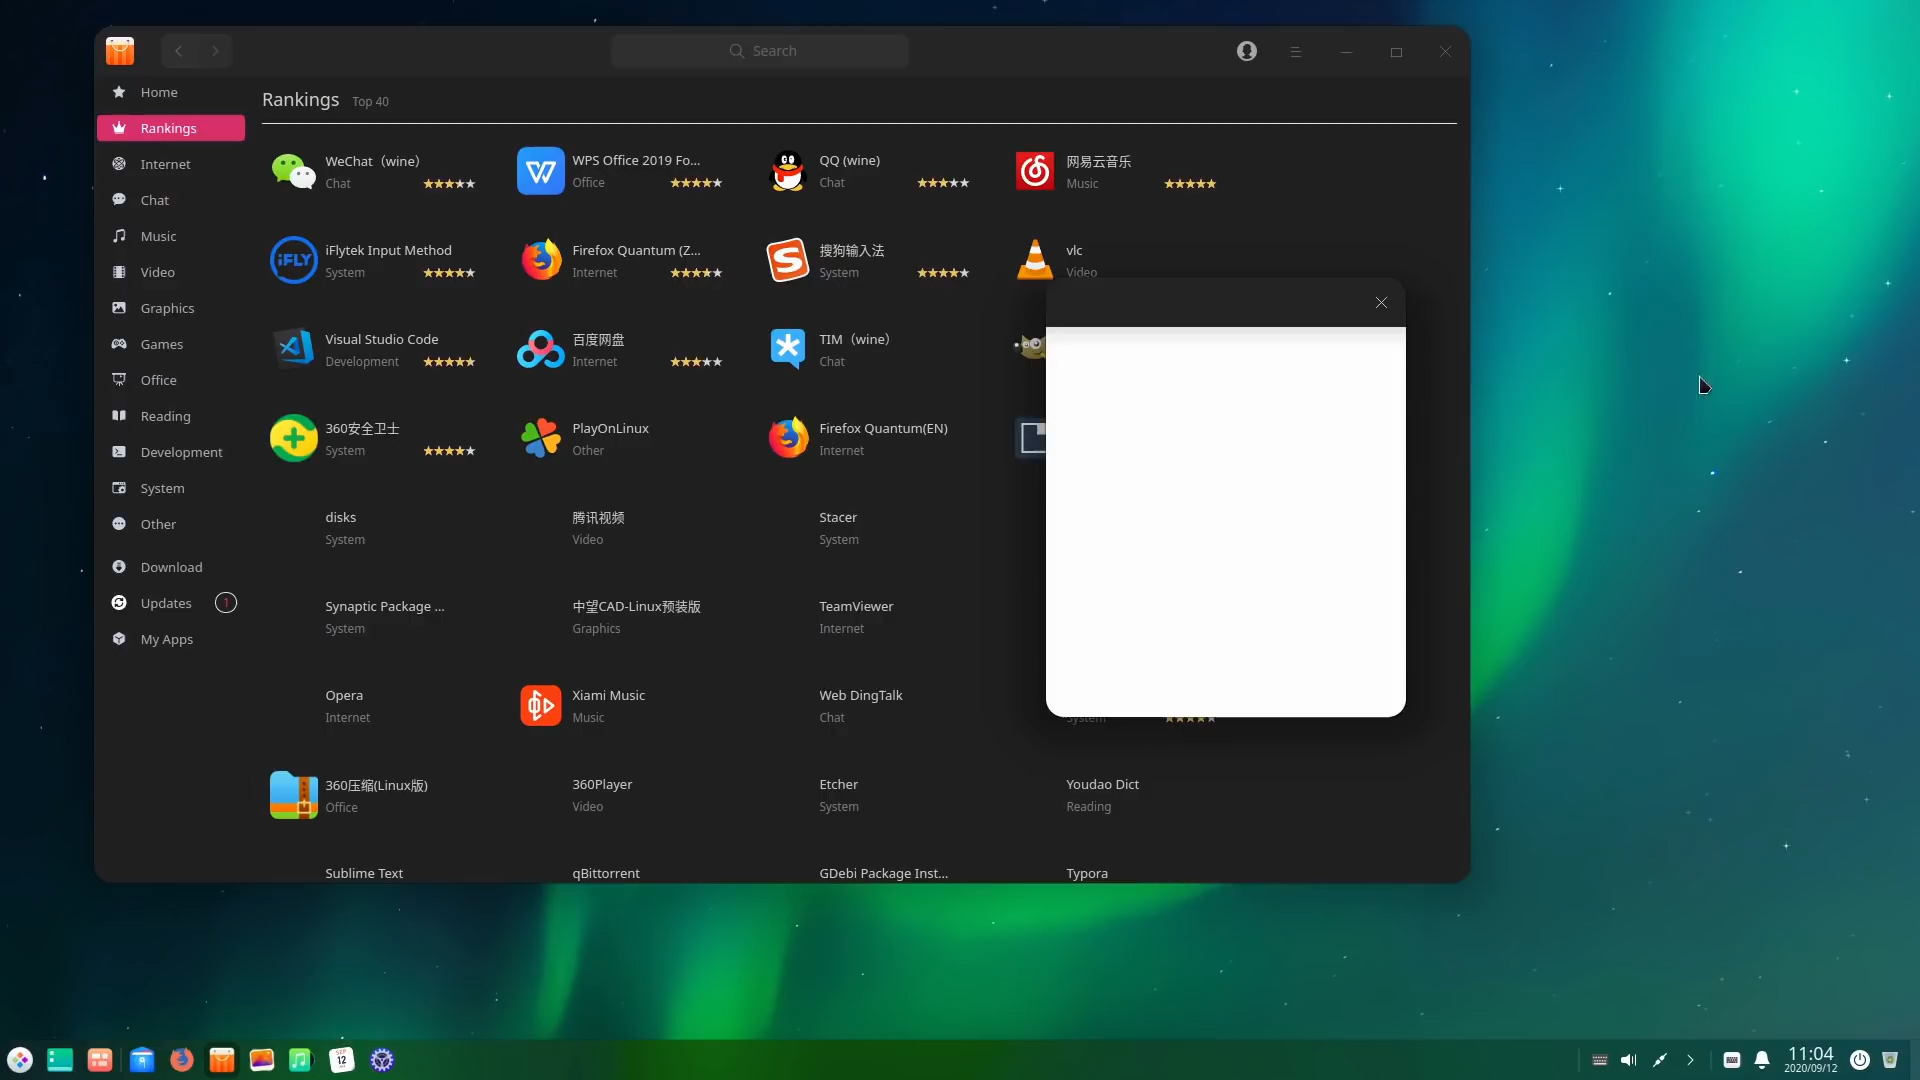 Search
Home
Rankings
Internet
Chat
Music
Video
Graphics
Games
Office
Reading
Development
System
Other
Download
Updates 1
My Apps
Rankings Top 40
WeChat（wine）
Chat
WPS Office 2019 Fo...
Office
QQ (wine)
Chat
网易云音乐
Music
iFLY
iFlytek Input Method
System
Firefox Quantum (Z...
Internet
搜狗输入法
System
vlc
Video
Visual Studio Code
Development
百度网盘
Internet
TIM（wine）
Chat
360安全卫士
System
PlayOnLinux
Other
Firefox Quantum(EN)
Internet
disks
System
腾讯视频
Video
Stacer
System
Synaptic Package ...
System
中望CAD-Linux预装版
Graphics
TeamViewer
Internet
Opera
Internet
Xiami Music
Music
Web DingTalk
Chat
System
360压缩(Linux版)
Office
360Player
Video
Etcher
System
Youdao Dict
Reading
Sublime Text
qBittorrent
GDebi Package Inst...
Typora
SEP
12
11:04
2020/09/12